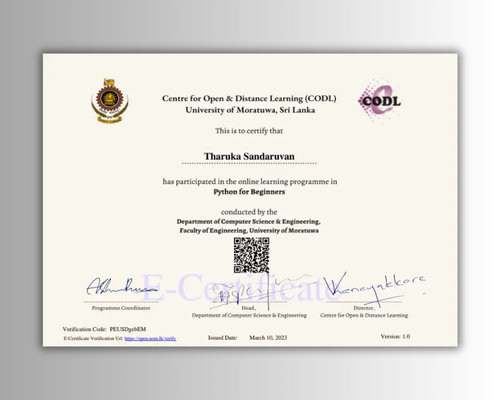 Centre for Open & Distance Learning (CODL)
University of Moratuwa, Sri Lanka
CODL
This is to certify that
Tharuka Sandaruvan
has participated in the online learning programme in
Python for Beginners
conducted by the
Department of Computer Science & Engineering,
Faculty of Engineering, University of Moratuwa
E-Certificate
Programme Coordinator
Head,
Department of Computer Science & Engineering
Director,
Centre for Open & Distance Learning
Verification Code: PEUSDgrbEM
E-Certificate Verification Url: https://open.uom.lk/verify
Issued Date: March 10, 2023
Version: 1.0